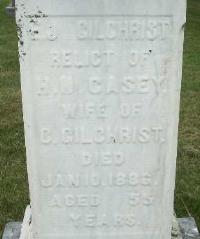 GILCHRIST
RELICT OF
H.N. CASEY
WIFE OF
C. GILCHRIST,
DIED
JAN 10. 1886.
AGED 55
YEARS.